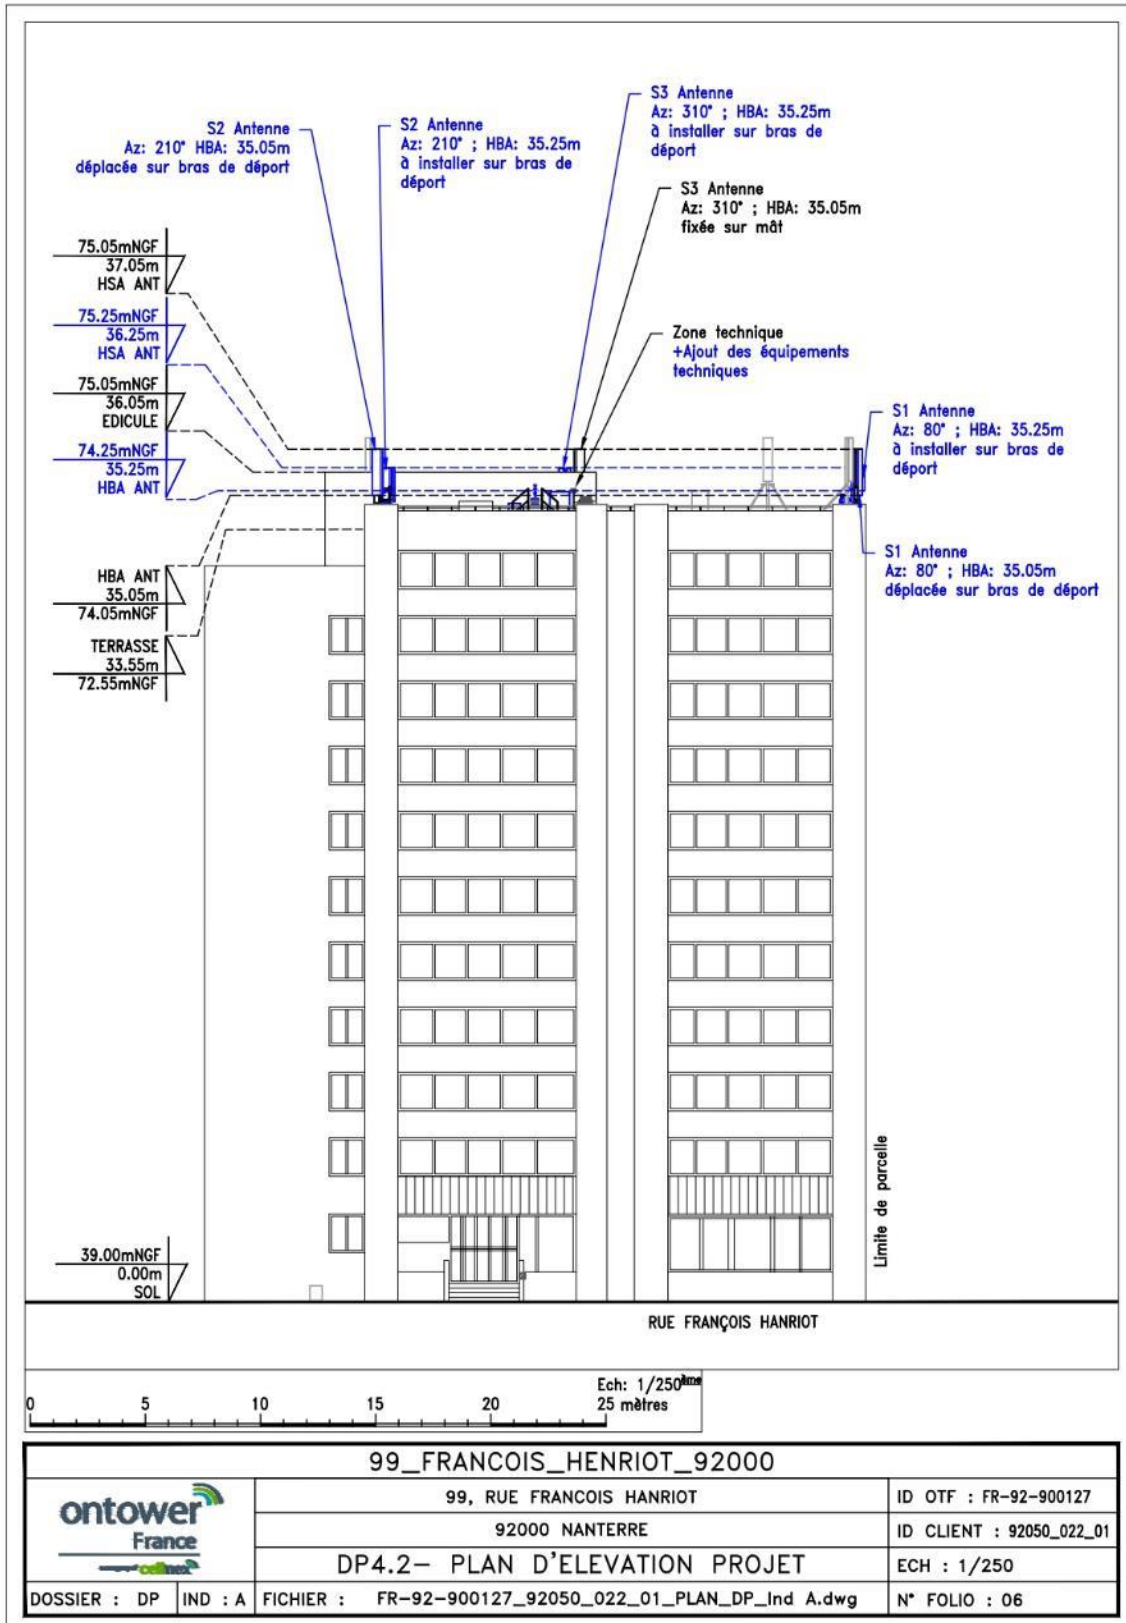 S3 Antenne
Az: 310° ; HBA: 35.25m
à installer sur bras de
départ
S2 Antenne
Az: 210° HBA: 35.05m
déplacée sur bras de départ
S2 Antenne
Az: 210° ; HBA: 35.25m
à installer sur bras de
départ
S3 Antenne
Az: 310° ; HBA: 35.05m
fixée sur mât
75.05mNGF
37.05m
HSA ANT
75.25mNGF
36.25m
HSA ANT
75.05mNGF
36.05m
EDICULE
74.25mNGF
35.25m
HBA ANT
Zone technique
+Ajout des équipements
techniques
S1 Antenne
Az: 80° ; HBA: 35.25m
à installer sur bras de
départ
S1 Antenne
Az: 80° ; HBA: 35.05m
déplacée sur bras de départ
HBA ANT
35.05m
74.05mNGF
TERRASSE
33.55m
72.55mNGF
Limite de parcelle
39.00mNGF
0.00m
SOL
RUE FRANÇOIS HANRIOT
Ech: 1/250ème
0 5 10 15 20 25 mètres
99_FRANCOIS_HENRIOT_92000
ontower
France
cellnex
99, RUE FRANCOIS HANRIOT
92000 NANTERRE
DP4.2- PLAN D'ELEVATION PROJET
ID OTF : FR-92-900127
ID CLIENT : 92050_022_01
ECH : 1/250
DOSSIER : DP
IND : A
FICHIER : FR-92-900127_92050_022_01_PLAN_DP_Ind A.dwg
N° FOLIO : 06